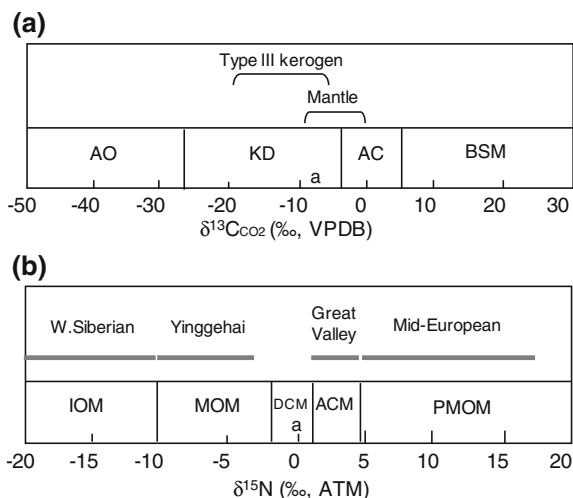 (a)
Type III kerogen
Mantle
AO KD AC BSM
a
-50 -40 -30 -20 -10 0 10 20 30
δ¹³Cco₂ (‰, VPDB)
(b)
W.Siberian Yinggehai Great Valley Mid-European
IOM MOM DCM ACM PMOM
a
-20 -15 -10 -5 0 5 10 15 20
δ¹⁵N (‰, ATM)